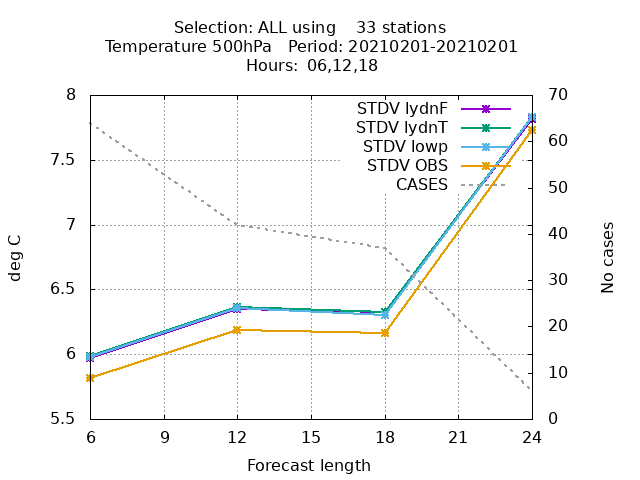 Selection: ALL using    33 stations
Temperature 500hPa   Period: 20210201-20210201
Hours:  06,12,18
STDV lydnF
STDV lydnT
STDV lowp
STDV OBS
CASES
deg C
8
7.5
7
6.5
6
5.5
70
60
50
40
30
20
10
0
No cases
6 9 12 15 18 21 24
Forecast length